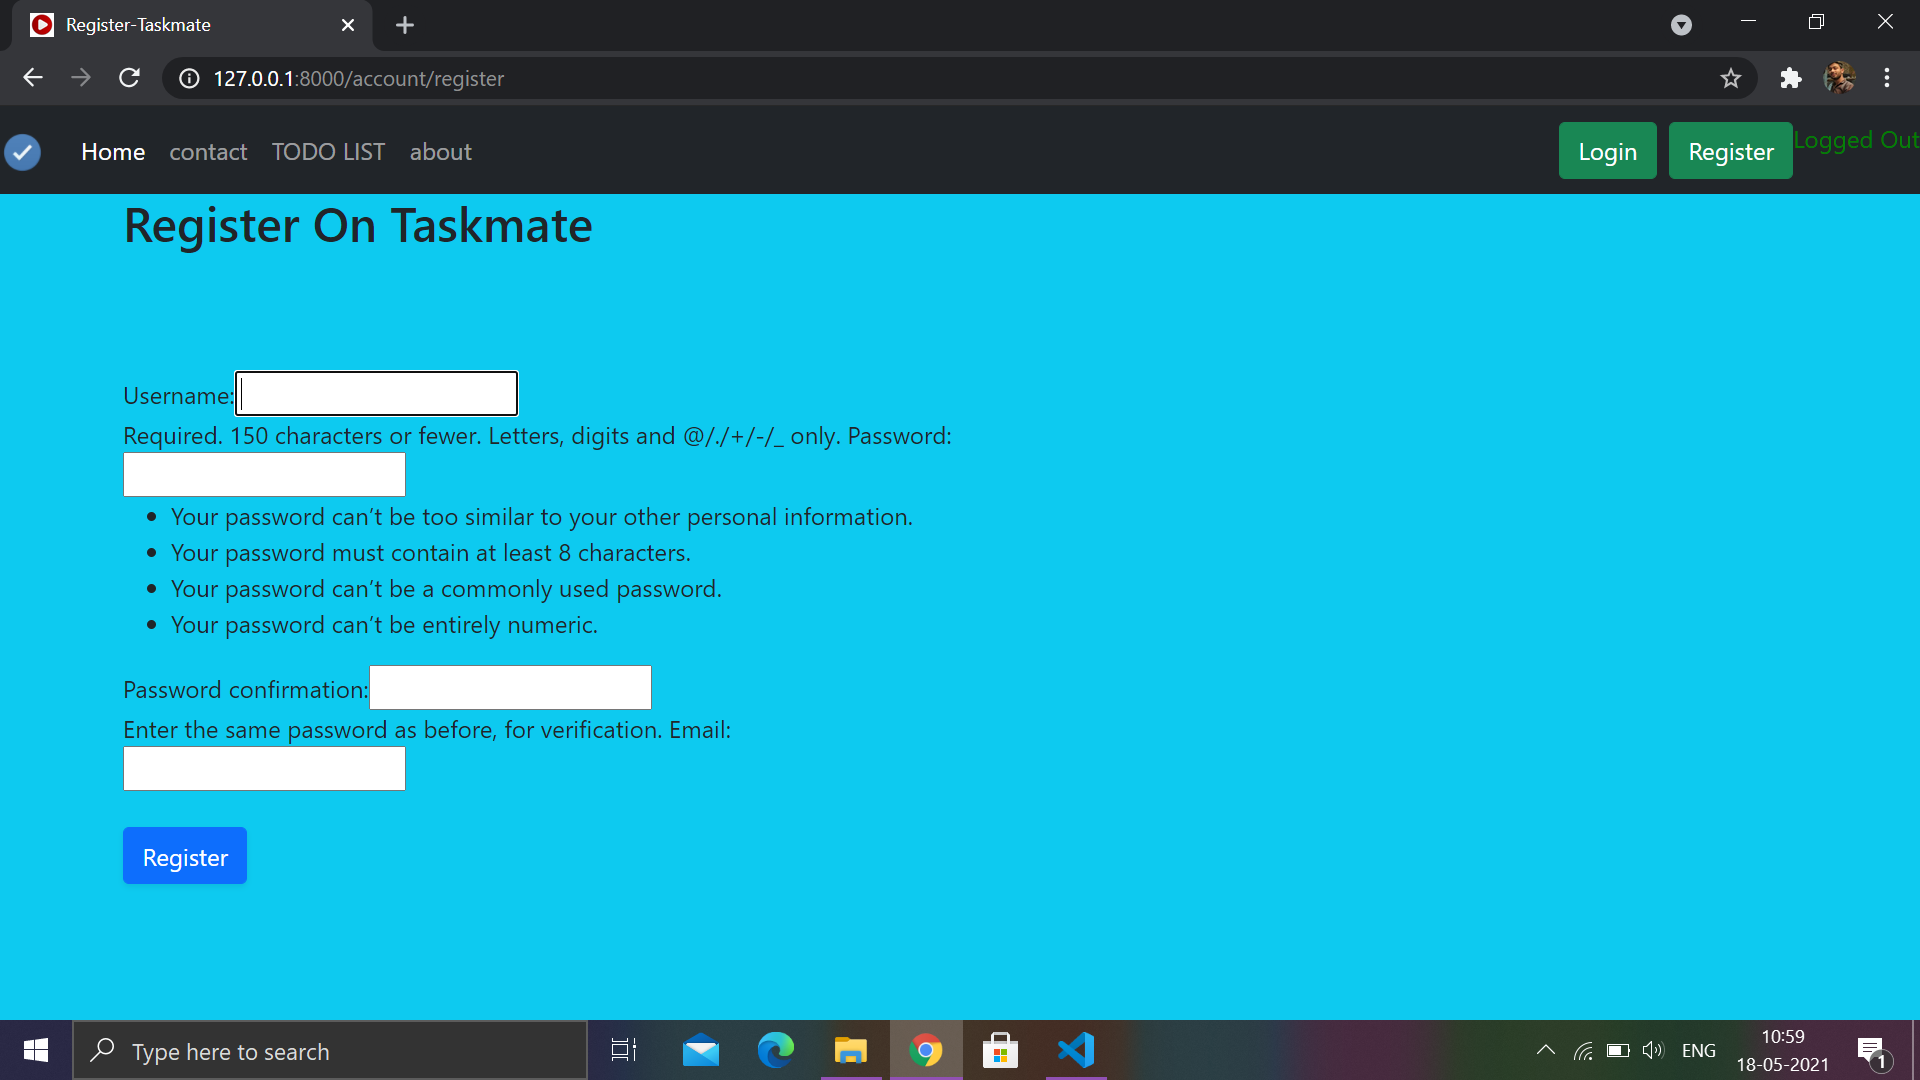 Register-Taskmate
127.0.0.1:8000/account/register
Home contact TODO LIST about Login Register Logged Out
Register On Taskmate
Username:
Required. 150 characters or fewer. Letters, digits and @/./+/-/_ only. Password:
Your password can’t be too similar to your other personal information.
Your password must contain at least 8 characters.
Your password can’t be a commonly used password.
Your password can’t be entirely numeric.
Password confirmation:
Enter the same password as before, for verification. Email:
Register
Type here to search
ENG
10:59
18-05-2021
1